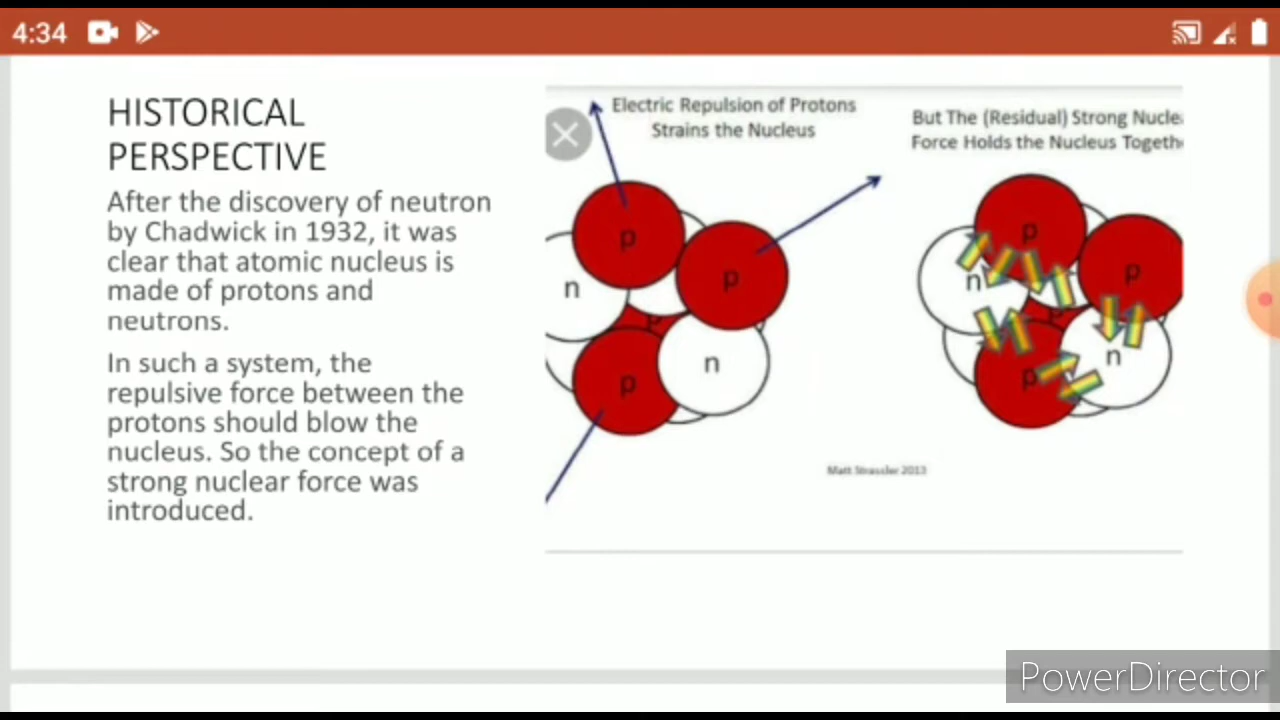 4:34
HISTORICAL
PERSPECTIVE
After the discovery of neutron
by Chadwick in 1932, it was
clear that atomic nucleus is
made of protons and
neutrons.
In such a system, the
repulsive force between the
protons should blow the
nucleus. So the concept of a
strong nuclear force was
introduced.
Electric Repulsion of Protons
Strains the Nucleus
p
p
n
p
p
n
But The (Residual) Strong Nucle
Force Holds the Nucleus Togeth
p
p
n
p
n
p
Matt Strassler 2013
PowerDirector